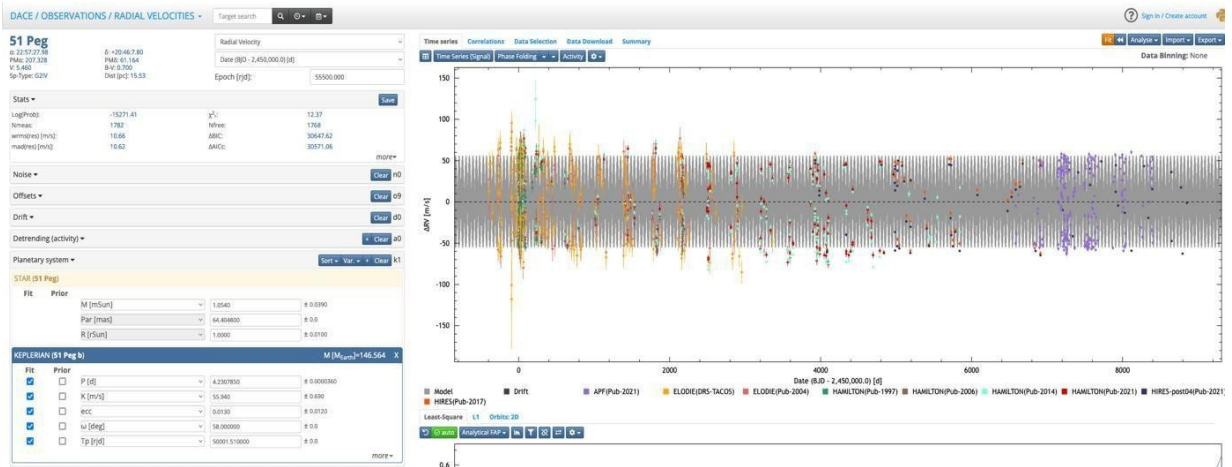 DACE / OBSERVATIONS / RADIAL VELOCITIES
Target search
Sign in / Create account
51 Peg
α: 22:57:27.98 δ: +20:46:7.80
PMα: 207.328 PMδ: 61.164
V: 5.460 B-V: 0.700
Sp-Type: G2IV Dist [pc]: 15.53
Radial Velocity
Date (BJD - 2,450,000.0) [d]
Epoch [rjd]: 55500.000
Stats Save
Log(Prob): -15271.41 χ²ᵣ: 12.37
Nmeas: 1782 Nfree: 1768
wrms(res) [m/s]: 10.66 ΔBIC: 30647.62
mad(res) [m/s]: 10.62 ΔAICc: 30571.06
more
Noise Clear n0
Offsets Clear o9
Drift Clear d0
Detrending (activity) + Clear a0
Planetary system Sort Var. + Clear k1
STAR (51 Peg)
Fit Prior
M [mSun] 1.0540 ± 0.0390
Par [mas] 64.404800 ± 0.0
R [rSun] 1.0000 ± 0.0100
KEPLERIAN (51 Peg b) M [MEarth]=146.564 X
Fit Prior
P [d] 4.2307850 ± 0.0000360
K [m/s] 55.940 ± 0.690
ecc 0.0130 ± 0.0120
ω [deg] 58.000000 ± 0.0
Tp [rjd] 50001.510000 ± 0.0
more
Time series Correlations Data Selection Data Download Summary
Fit Analyse Import Export
Time Series (Signal) Phase Folding Activity
Data Binning: None
150
100
50
0
-50
-100
-150
ΔRV [m/s]
0 2000 4000 6000 8000
Date (BJD - 2,450,000.0) [d]
Model Drift APF(Pub-2021) ELODIE(DRS-TACOS) ELODIE(Pub-2004) HAMILTON(Pub-1997) HAMILTON(Pub-2006) HAMILTON(Pub-2014) HAMILTON(Pub-2021) HIRES-post04(Pub-2021)
HIRES(Pub-2017)
Least-Square L1 Orbits: 2D
auto Analytical FAP
0.6